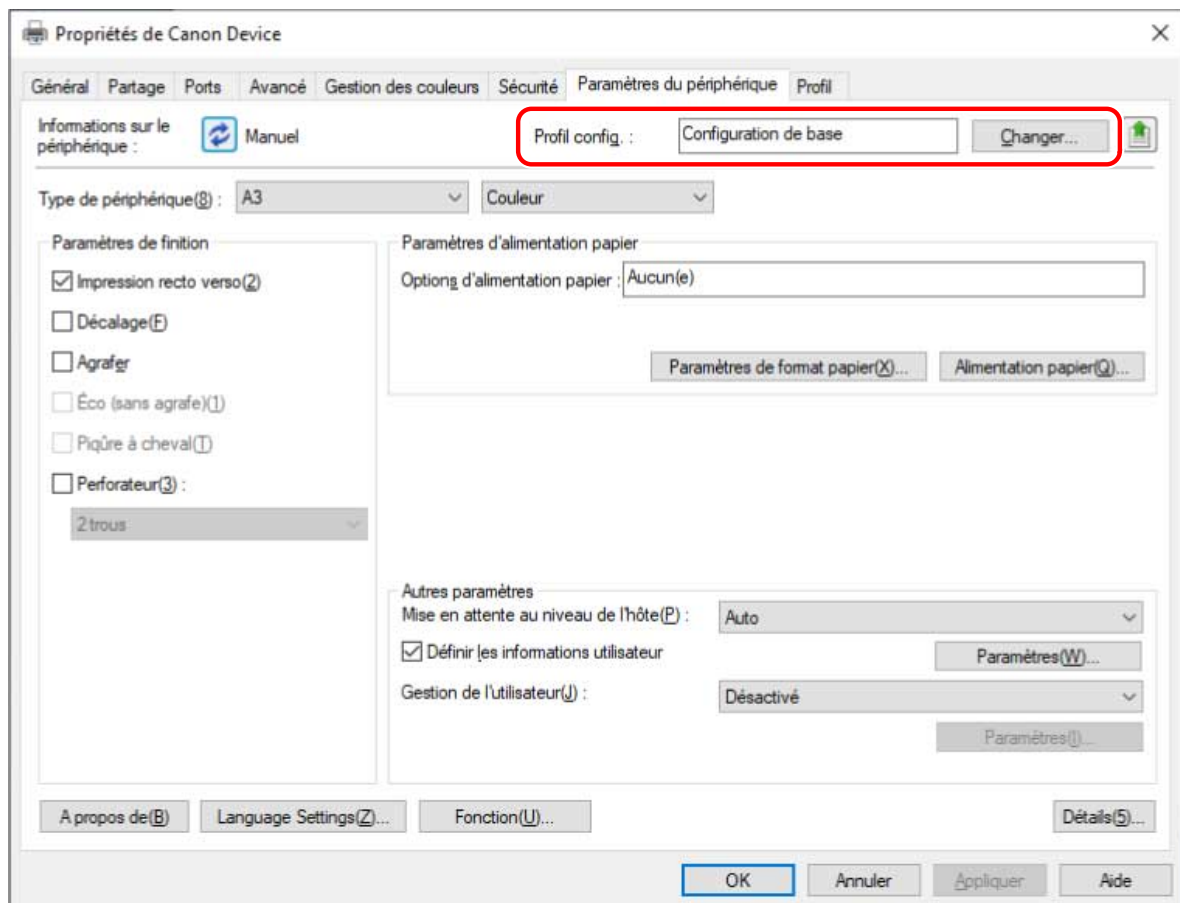 Propriétés de Canon Device
Général Partage Ports Avancé Gestion des couleurs Sécurité Paramètres du périphérique Profil
Informations sur le
périphérique :
Manuel
Profil config. : Configuration de base Changer...
Type de périphérique(8) : A3 Couleur
Paramètres de finition
Impression recto verso(2)
Décalage(F)
Agrafer
Éco (sans agrafe)(1)
Piqûre à cheval(T)
Perforateur(3) :
2 trous
Paramètres d'alimentation papier
Options d'alimentation papier : Aucun(e)
Paramètres de format papier(X)... Alimentation papier(Q)...
Autres paramètres
Mise en attente au niveau de l'hôte(P) : Auto
Définir les informations utilisateur Paramètres(W)...
Gestion de l'utilisateur(J) : Désactivé
Paramètres(I)...
A propos de(B) Language Settings(Z)... Fonction(U)... Détails(5)...
OK Annuler Appliquer Aide